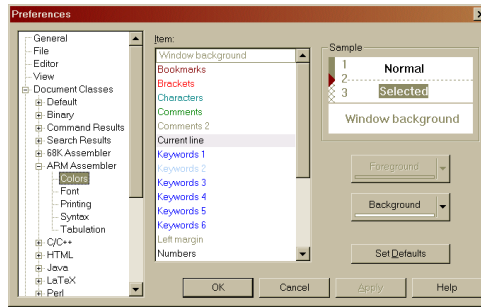 Preferences
General
File
Editor
View
Document Classes
Default
Binary
Command Results
Search Results
68K Assembler
ARM Assembler
Colors
Font
Printing
Syntax
Tabulation
C/C++
HTML
Java
LaTeX
Perl
Item:
Window background
Bookmarks
Brackets
Characters
Comments
Comments 2
Current line
Keywords 1
Keywords 2
Keywords 3
Keywords 4
Keywords 5
Keywords 6
Left margin
Numbers
Sample
1 Normal
2
3 Selected
Window background
Foreground
Background
Set Defaults
OK
Cancel
Apply
Help